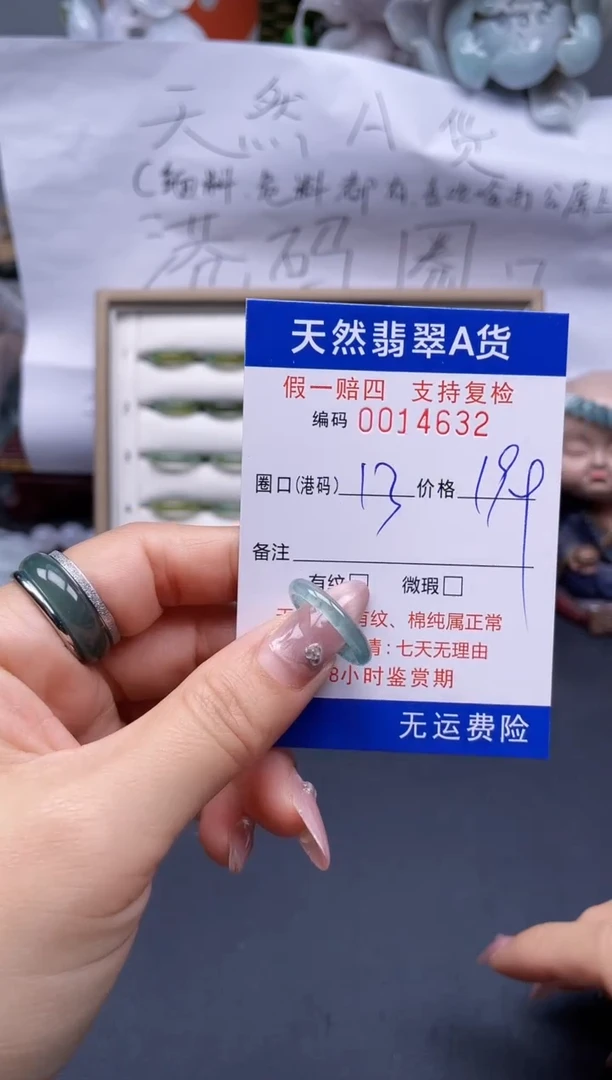 天然A货
港码圈口
天然翡翠A货
假一赔四 支持复检
编码 0014632
圈口(港码) 13 价格 199
备注
有纹 微瑕
有纹、棉纯属正常
七天无理由
8小时鉴赏期
无运费险